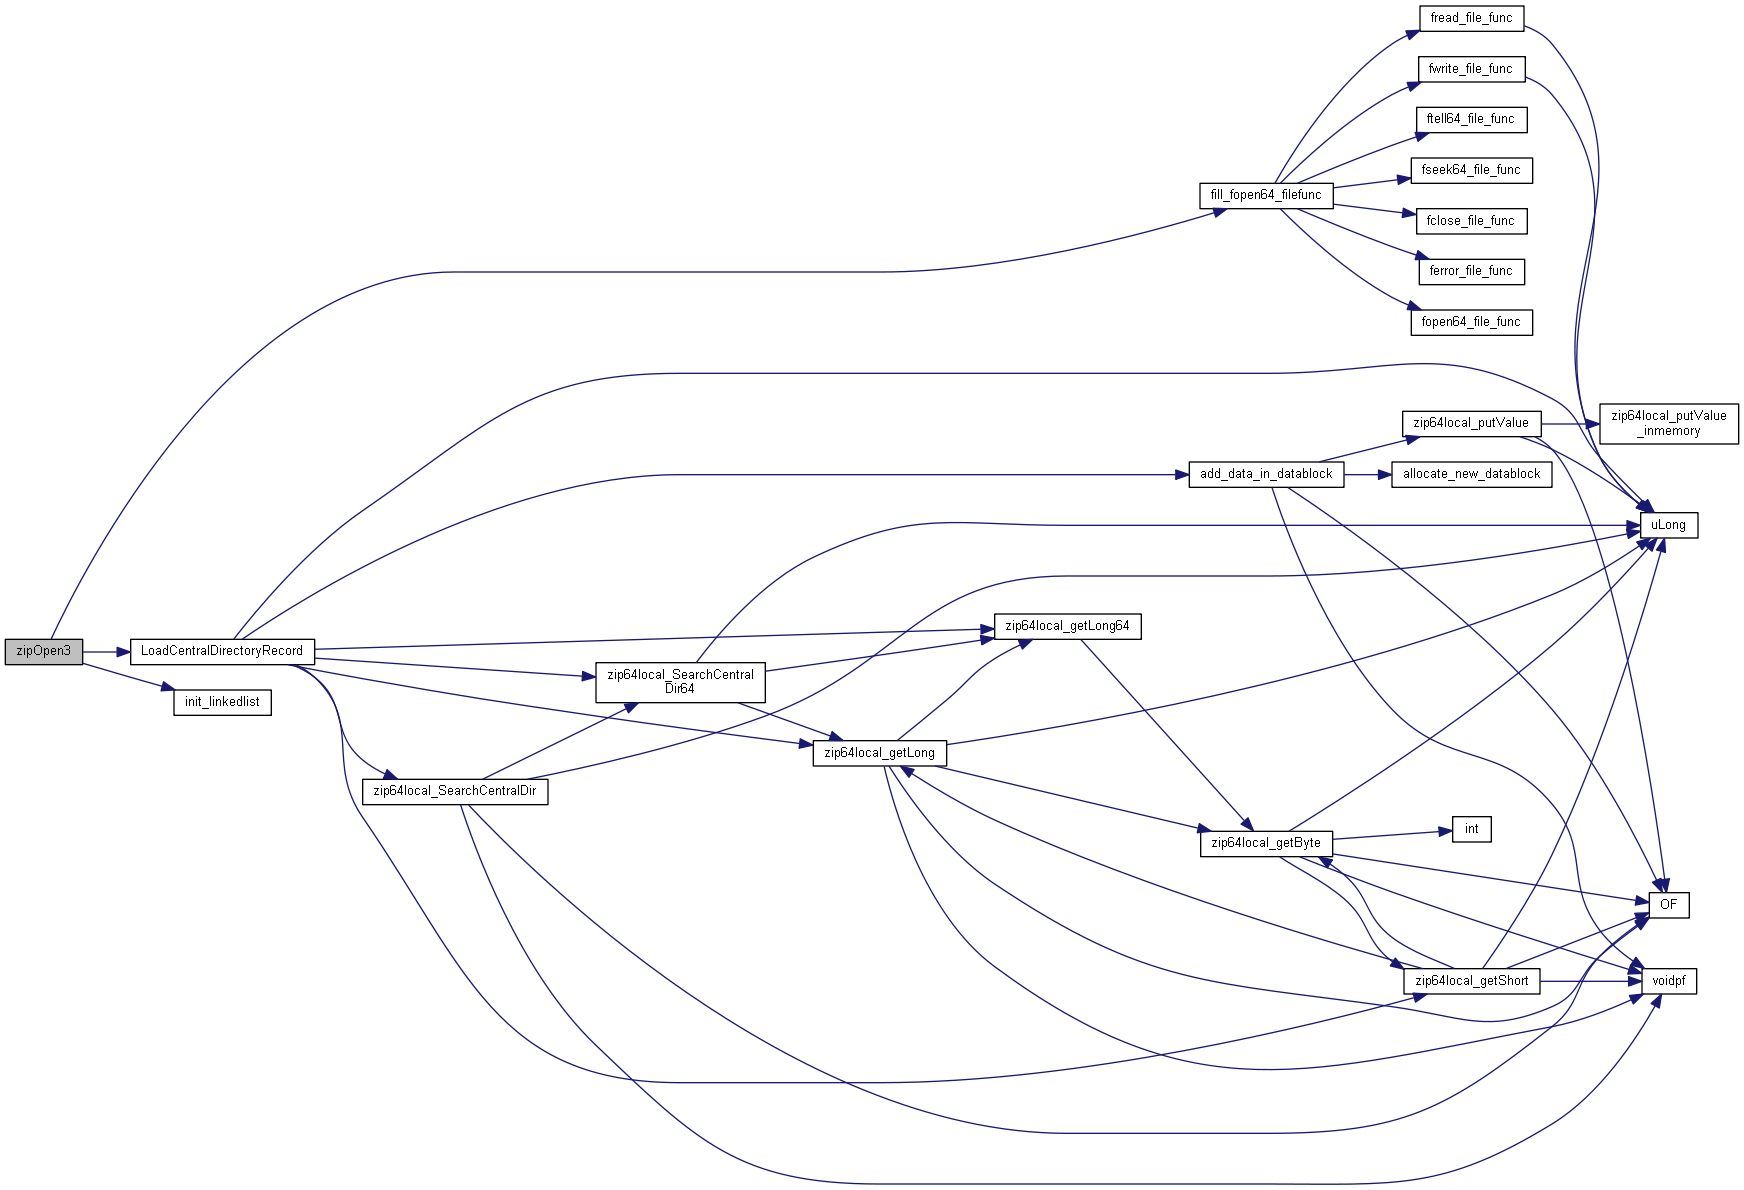 fread_file_func
fwrite_file_func
ftell64_file_func
fseek64_file_func
fill_fopen64_filefunc
fclose_file_func
ferror_file_func
fopen64_file_func
zip64local_putValue
zip64local_putValue
_inmemory
add_data_in_datablock
allocate_new_datablock
uLong
zip64local_getLong64
zipOpen3
LoadCentralDirectoryRecord
zip64local_SearchCentral
Dir64
init_linkedlist
zip64local_getLong
zip64local_SearchCentralDir
int
zip64local_getByte
OF
zip64local_getShort
voidpf